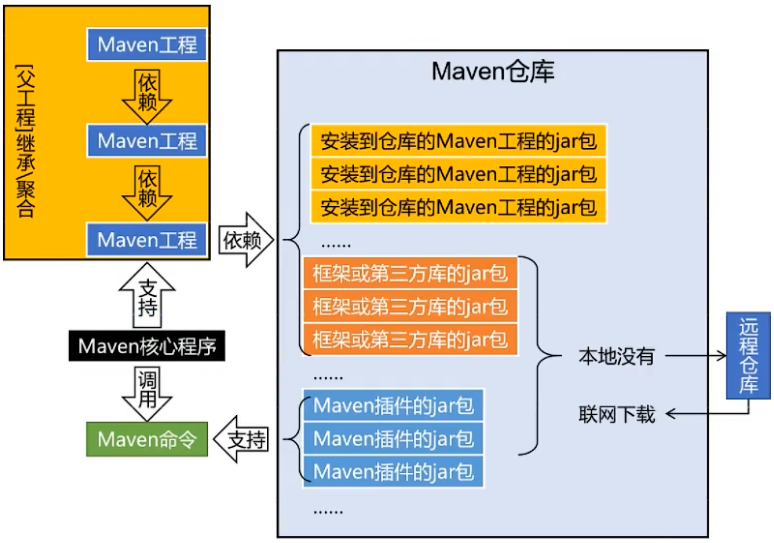 [父工程]继承\聚合
Maven工程
依赖
Maven工程
依赖
Maven工程
依赖
支持
Maven核心程序
调用
Maven命令
支持
Maven仓库
安装到仓库的Maven工程的jar包
安装到仓库的Maven工程的jar包
安装到仓库的Maven工程的jar包
......
框架或第三方库的jar包
框架或第三方库的jar包
框架或第三方库的jar包
......
Maven插件的jar包
Maven插件的jar包
Maven插件的jar包
......
本地没有
联网下载
远程仓库